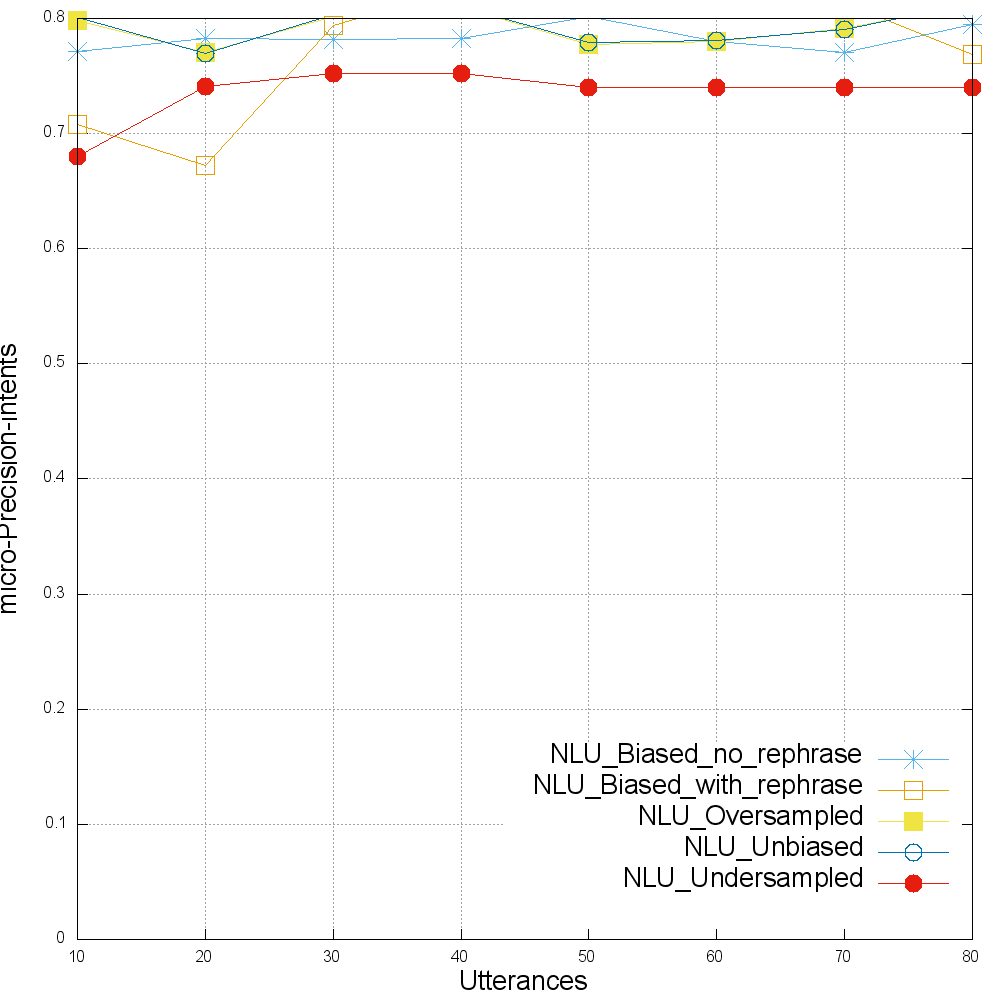 0.8
0.7
0.6
0.5
0.4
0.3
0.2
0.1
0
micro-Precision-intents
NLU_Biased_no_rephrase
NLU_Biased_with_rephrase
NLU_Oversampled
NLU_Unbiased
NLU_Undersampled
10 20 30 40 50 60 70 80
Utterances